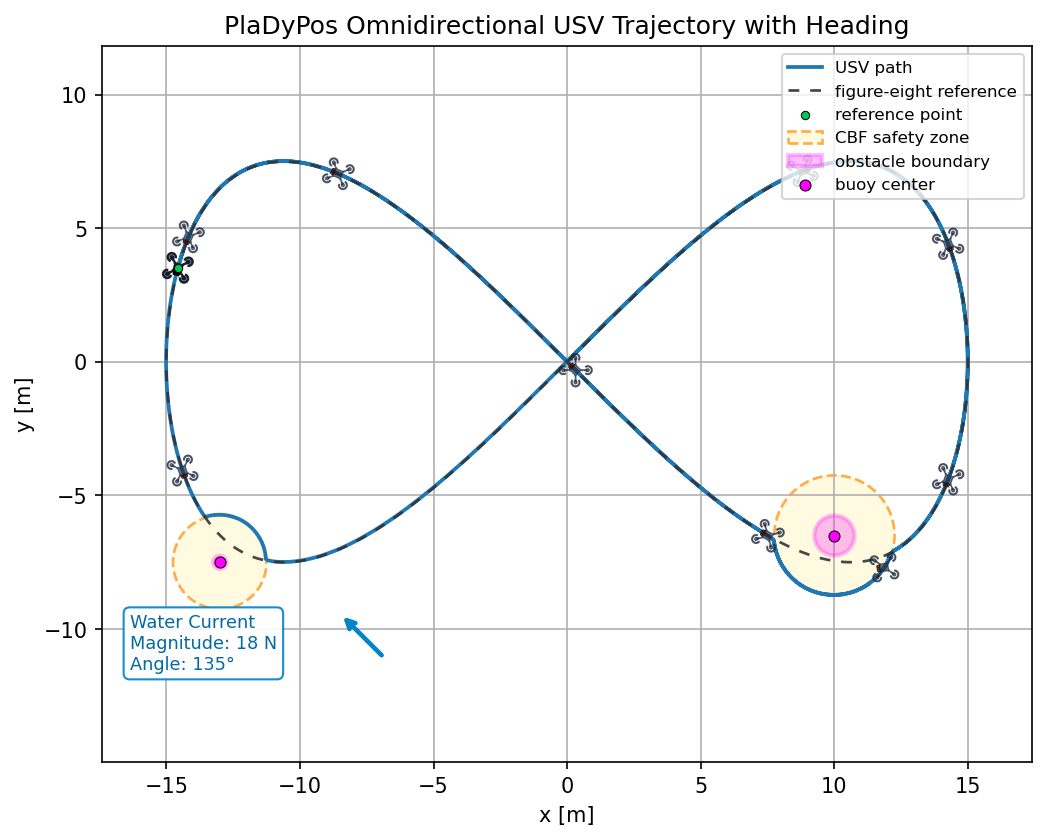 PlaDyPos Omnidirectional USV Trajectory with Heading
USV path
figure-eight reference
reference point
CBF safety zone
obstacle boundary
buoy center
y [m]
10
5
0
−5
−10
Water Current
Magnitude: 18 N
Angle: 135°
−15
−10
−5
0
5
10
15
x [m]